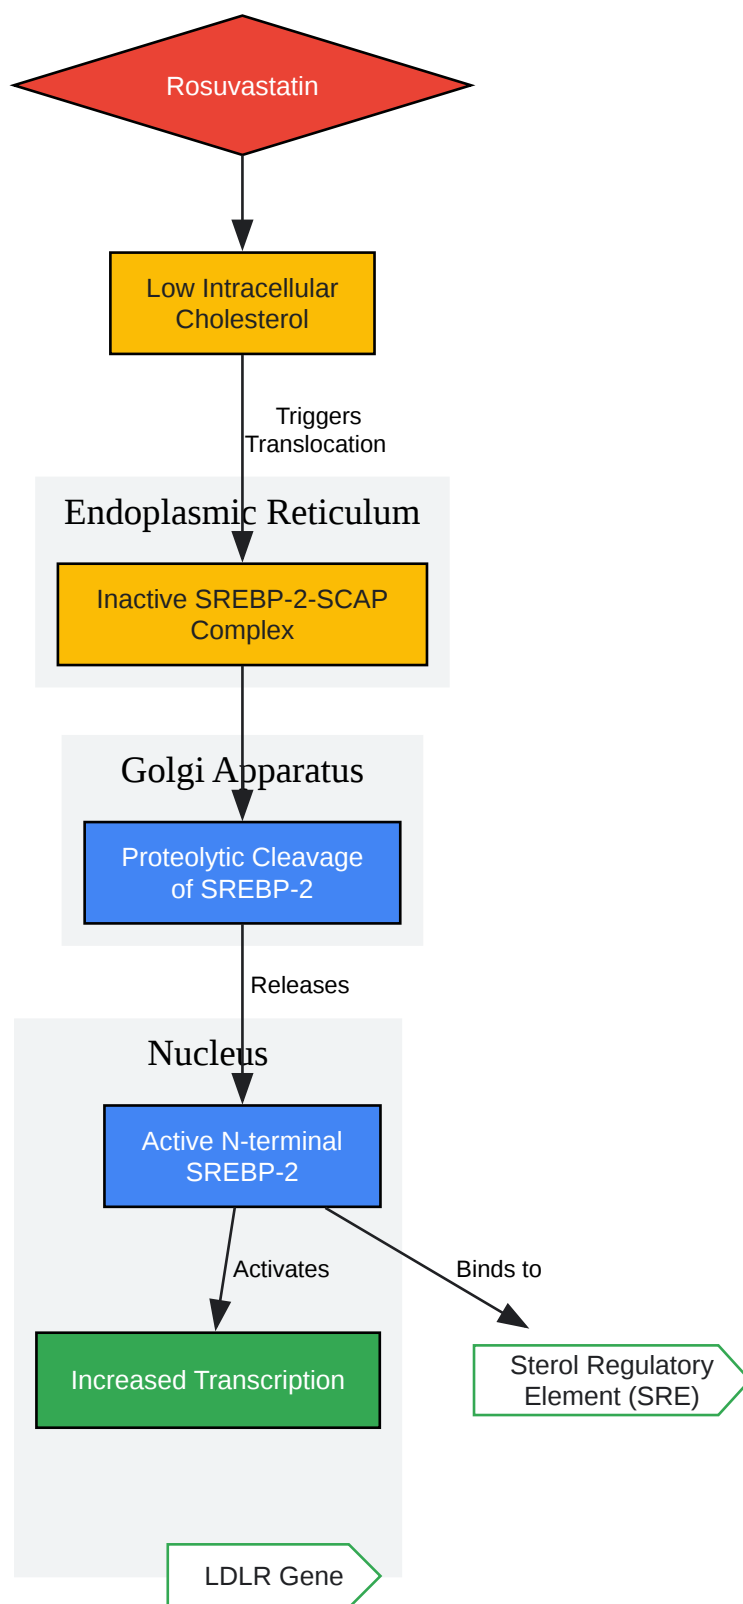 Rosuvastatin
Low Intracellular
Cholesterol
Triggers
Translocation
Endoplasmic Reticulum
Inactive SREBP-2-SCAP
Complex
Golgi Apparatus
Proteolytic Cleavage
of SREBP-2
Releases
Nucleus
Active N-terminal
SREBP-2
Activates
Binds to
Increased Transcription
Sterol Regulatory
Element (SRE)
LDLR Gene